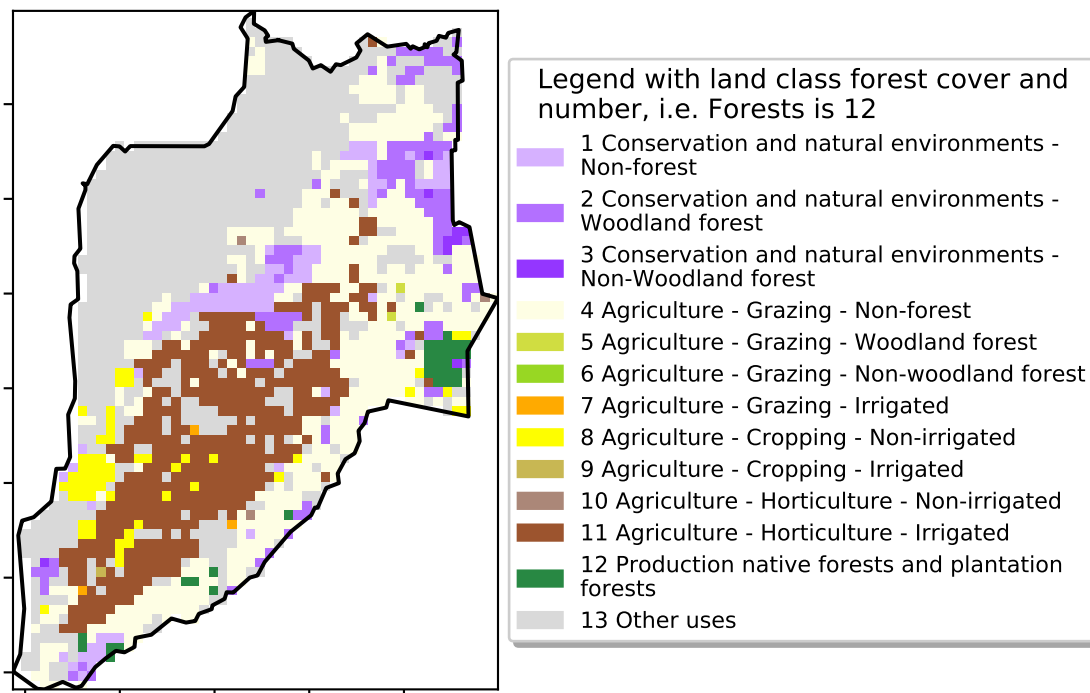 Legend with land class forest cover and
number, i.e. Forests is 12
1 Conservation and natural environments -
Non-forest
2 Conservation and natural environments -
Woodland forest
3 Conservation and natural environments -
Non-Woodland forest
4 Agriculture - Grazing - Non-forest
5 Agriculture - Grazing - Woodland forest
6 Agriculture - Grazing - Non-woodland forest
7 Agriculture - Grazing - Irrigated
8 Agriculture - Cropping - Non-irrigated
9 Agriculture - Cropping - Irrigated
10 Agriculture - Horticulture - Non-irrigated
11 Agriculture - Horticulture - Irrigated
12 Production native forests and plantation
forests
13 Other uses